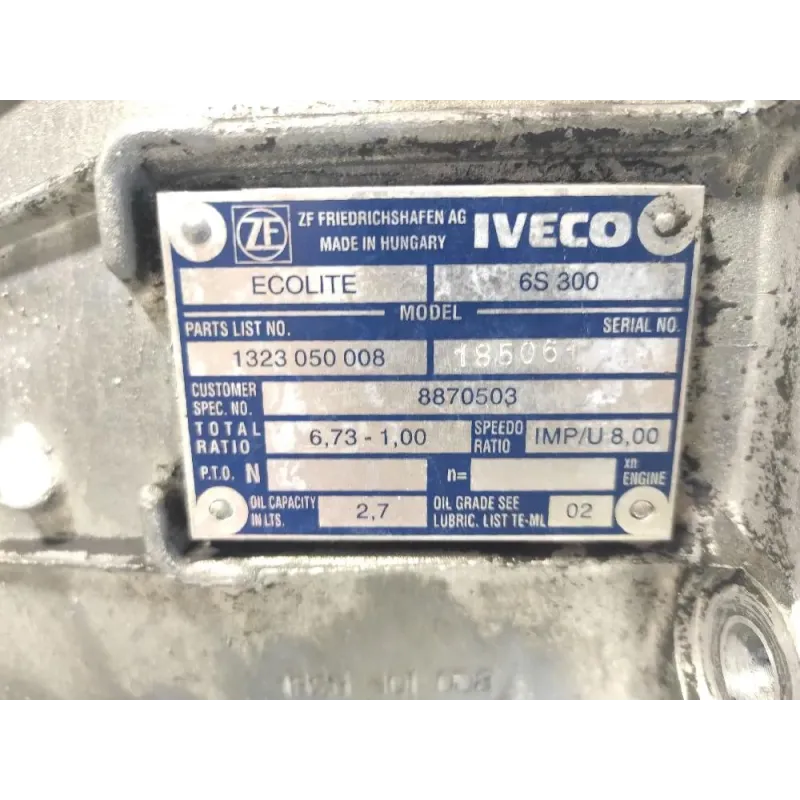 ZF ZF FRIEDRICHSHAFEN AG IVECO
MADE IN HUNGARY
ECOLITE 6S 300
MODEL
PARTS LIST NO. SERIAL NO.
1323 050 008
CUSTOMER SPEC. NO. 8870503
TOTAL RATIO 6,73 - 1,00 SPEEDO RATIO IMP/U 8,00
P.T.O. N n= xn ENGINE
OIL CAPACITY IN LTS. 2,7 OIL GRADE SEE LUBRIC. LIST TE-ML 02